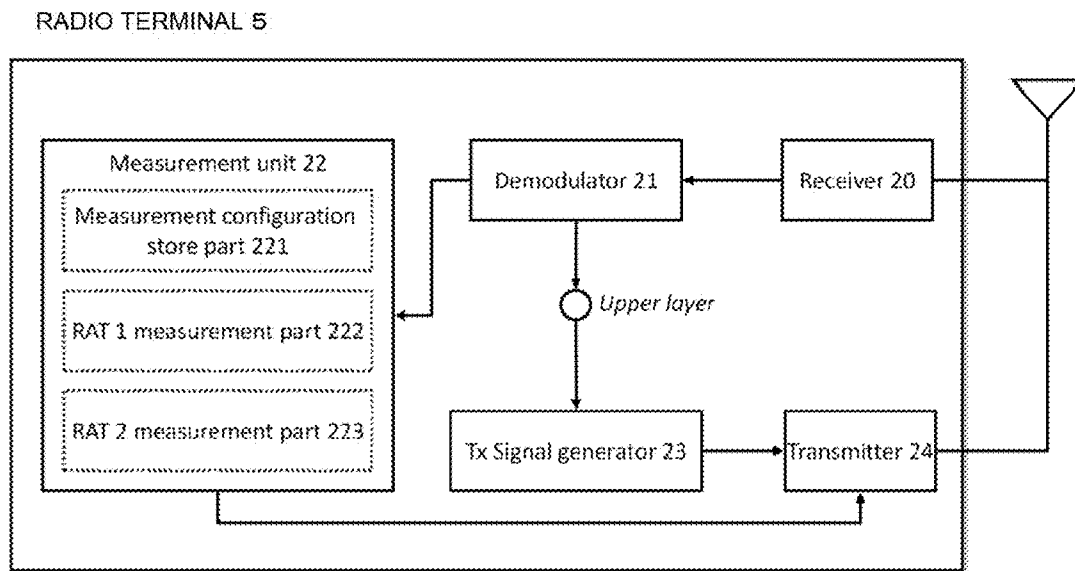 RADIO TERMINAL 5
Measurement unit 22
Measurement configuration
store part 221
RAT 1 measurement part 222
RAT 2 measurement part 223
Demodulator 21
Receiver 20
Upper layer
Tx Signal generator 23
Transmitter 24